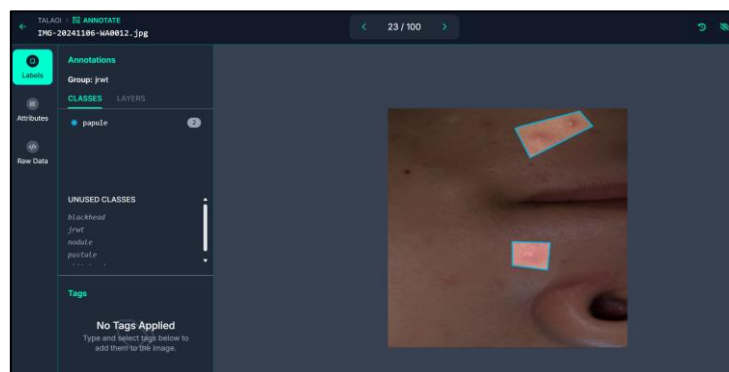 TALAGI / ANNOTATE
IMG-20241106-WA0012.jpg
23 / 100
Labels
Attributes
Raw Data
Annotations
Group: jrwt
CLASSES LAYERS
papule 2
UNUSED CLASSES
blackhead
jrwt
nodule
pustule
Tags
No Tags Applied
Type and select tags below to
add them to the image.